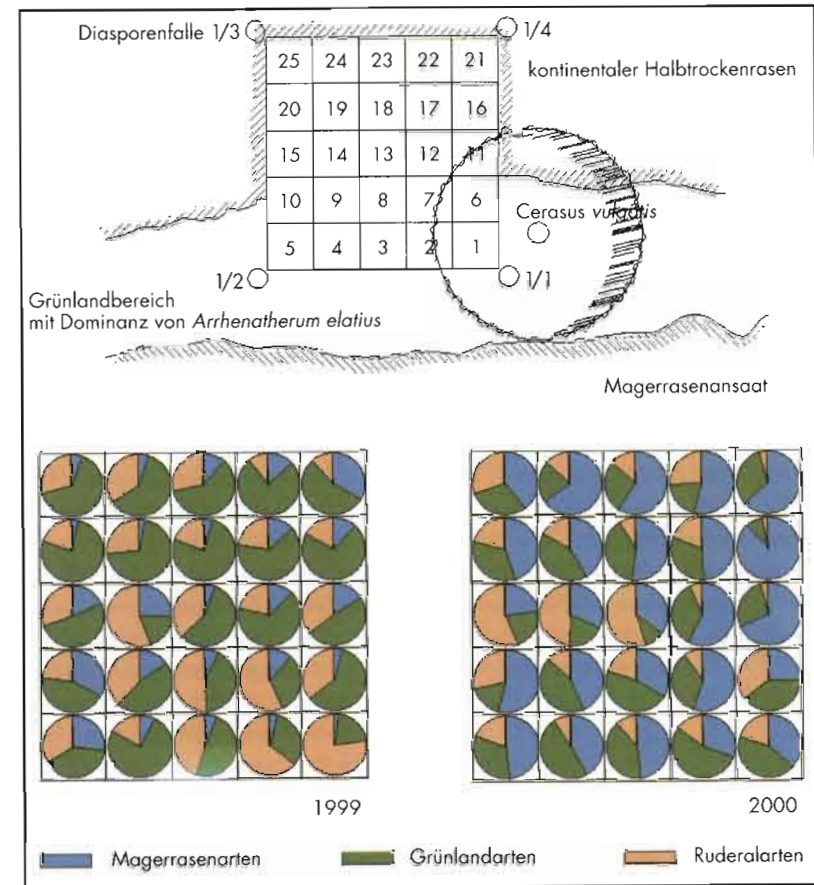 Diasporenfalle 1/3
1/4
25 24 23 22 21
kontinentaler Halbtrockenrasen
20 19 18 17 16
15 14 13 12 11
10 9 8 7 6
Cerasus vulgaris
5 4 3 2 1
1/2
1/1
Grünlandbereich
mit Dominanz von Arrhenatherum elatius
Magerrasenansaat
1999
2000
Magerrasenarten
Grünlandarten
Ruderalarten